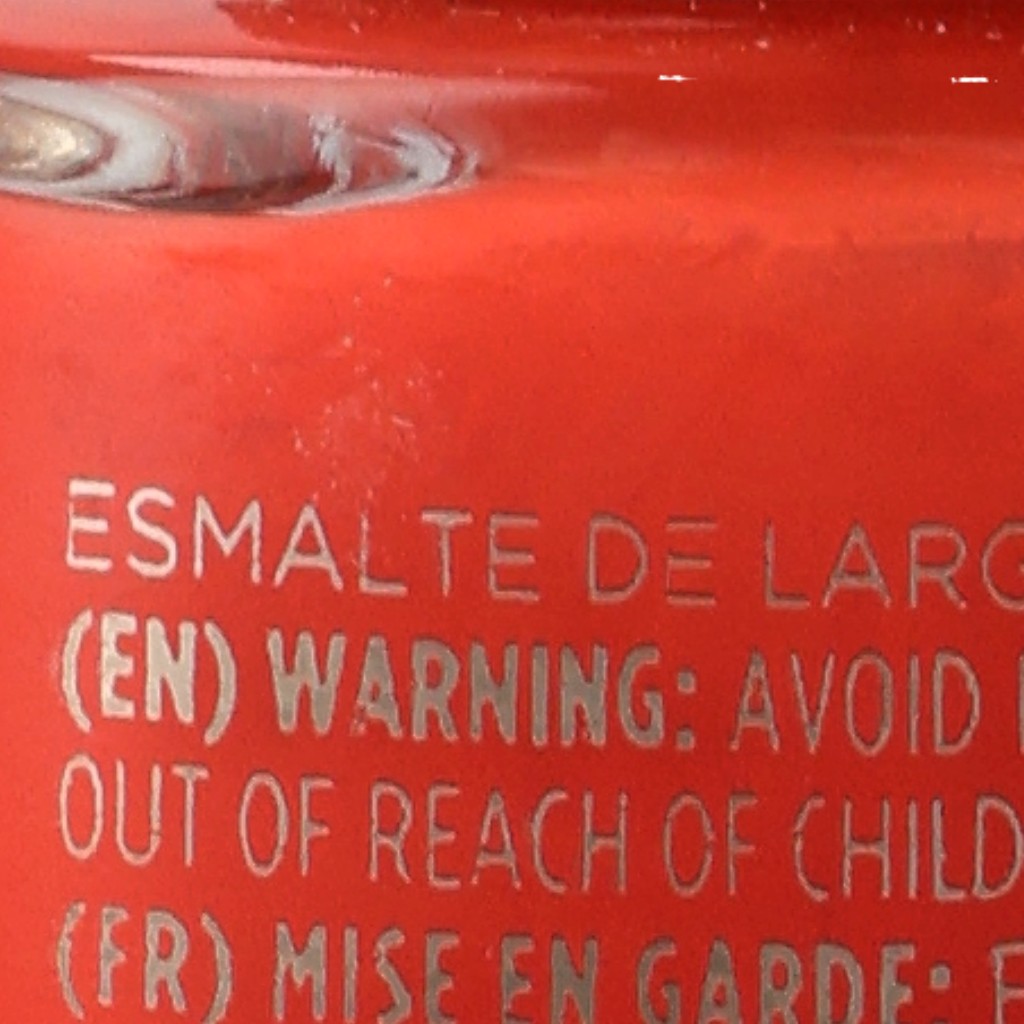 ESMALTE DE LARG
(EN) WARNING: AVOID
OUT OF REACH OF CHILD
(FR) MISE EN GARDE: